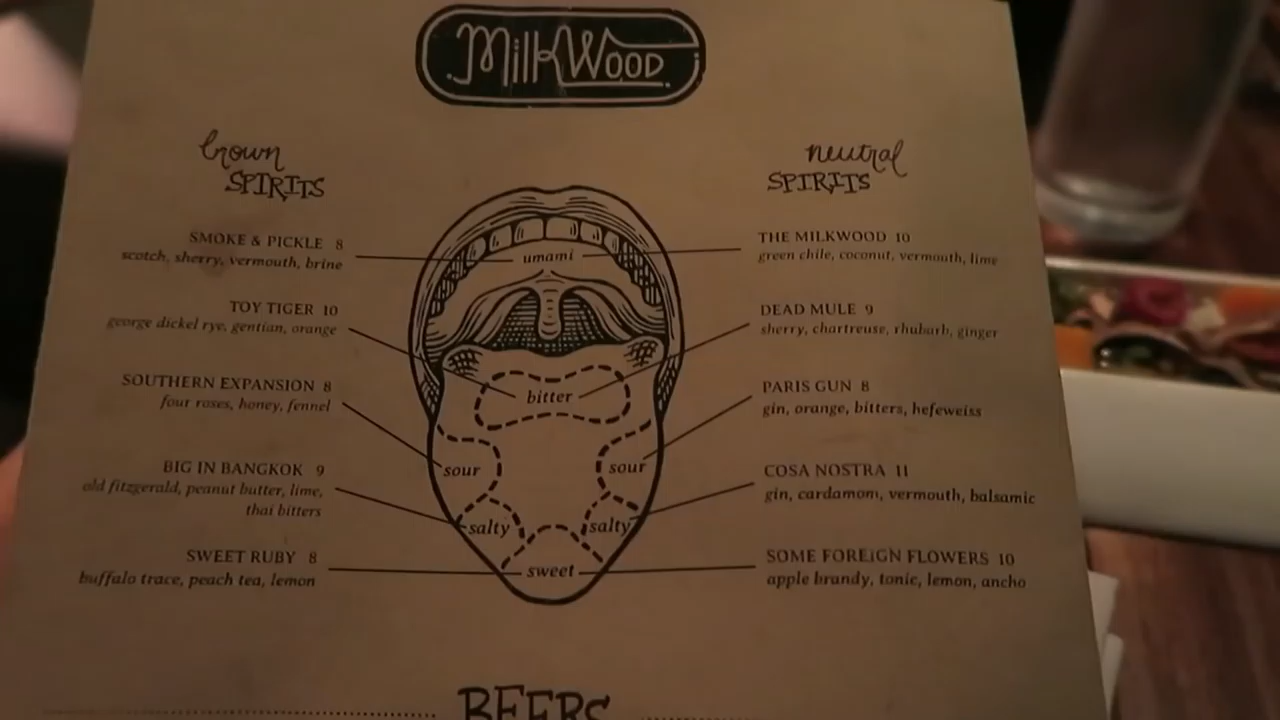 MilkWOOD
brown
SPIRITS
SMOKE & PICKLE 8
scotch, sherry, vermouth, brine
TOY TIGER 10
george dickel rye, gentian, orange
SOUTHERN EXPANSION 8
four roses, honey, fennel
BIG IN BANGKOK 9
old fitzgerald, peanut butter, lime,
thai bitters
SWEET RUBY 8
buffalo trace, peach tea, lemon
umami
bitter
sour
sour
salty
salty
sweet
neutral
SPIRITS
THE MILKWOOD 10
green chile, coconut, vermouth, lime
DEAD MULE 9
sherry, chartreuse, rhubarb, ginger
PARIS GUN 8
gin, orange, bitters, hefeweiss
COSA NOSTRA 11
gin, cardamom, vermouth, balsamic
SOME FOREIGN FLOWERS 10
apple brandy, tonic, lemon, ancho
BEERS